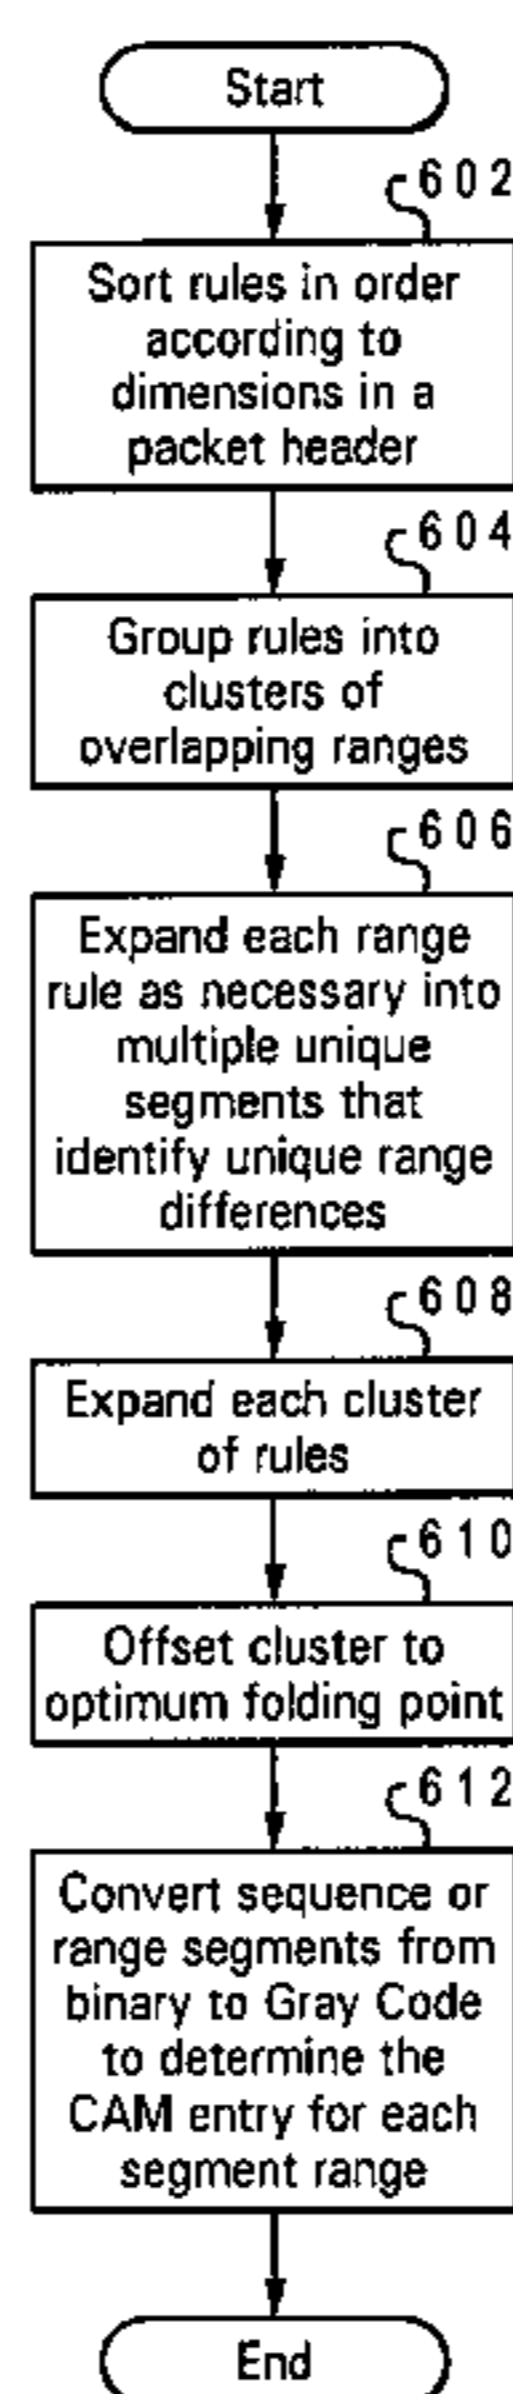 Start
602
Sort rules in order
according to
dimensions in a
packet header
604
Group rules into
clusters of
overlapping ranges
606
Expand each range
rule as necessary into
multiple unique
segments that
identify unique range
differences
608
Expand each cluster
of rules
610
Offset cluster to
optimum folding point
612
Convert sequence or
range segments from
binary to Gray Code
to determine the
CAM entry for each
segment range
End